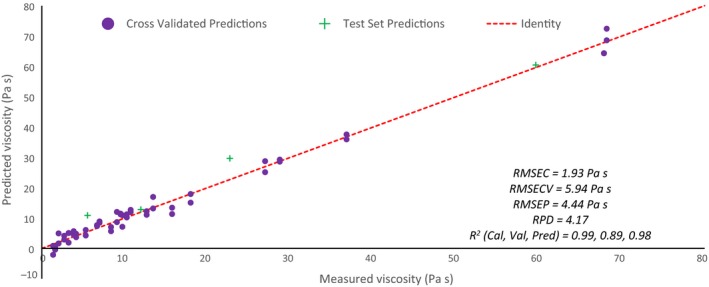 80
Cross Validated Predictions
Test Set Predictions
Identity
70
60
50
40
30
20
10
0
−10
Predicted viscosity (Pa s)
RMSEC = 1.93 Pa s
RMSECV = 5.94 Pa s
RMSEP = 4.44 Pa s
RPD = 4.17
R² (Cal, Val, Pred) = 0.99, 0.89, 0.98
0 10 20 30 40 50 60 70 80
Measured viscosity (Pa s)